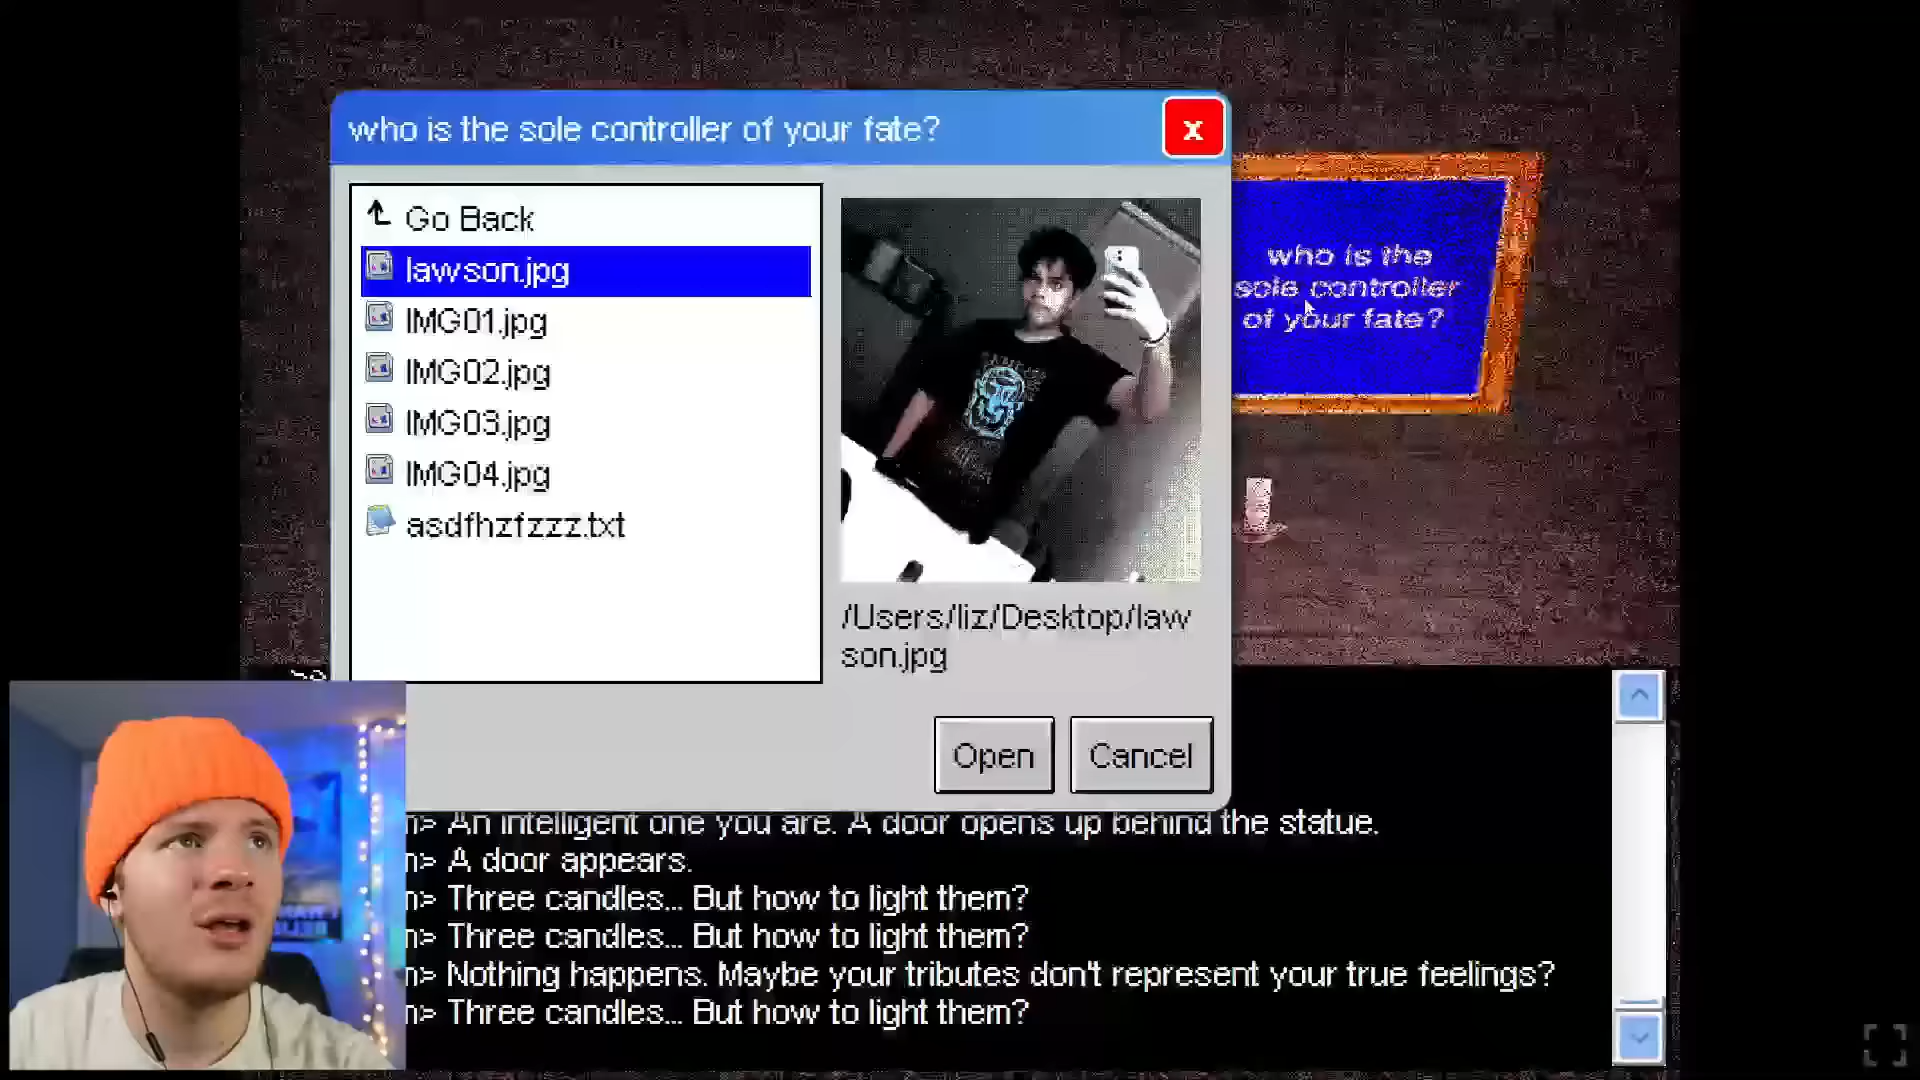 who is the sole controller of your fate?
x
Go Back
lawson.jpg
IMG01.jpg
IMG02.jpg
IMG03.jpg
IMG04.jpg
asdfhzfzzz.txt
/Users/liz/Desktop/law
son.jpg
Open
Cancel
who is the
sole controller
of your fate?
n> An intelligent one you are. A door opens up behind the statue.
n> A door appears.
n> Three candles... But how to light them?
n> Three candles... But how to light them?
n> Nothing happens. Maybe your tributes don't represent your true feelings?
n> Three candles... But how to light them?